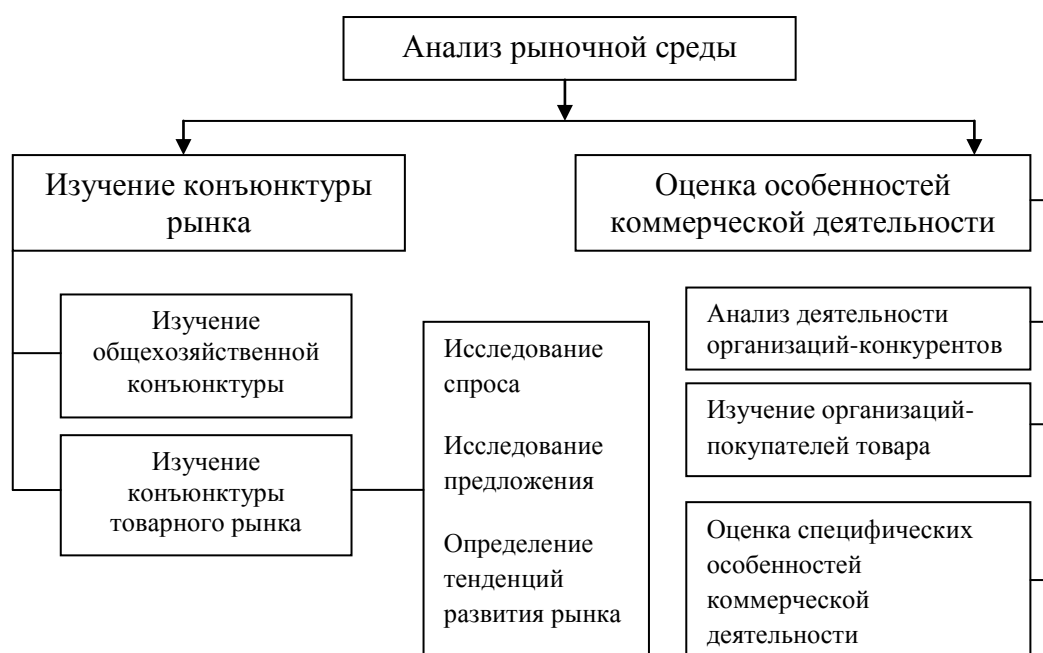 Анализ рыночной среды
Изучение конъюнктуры
рынка
Оценка особенностей
коммерческой деятельности
Изучение
общехозяйственной
конъюнктуры
Изучение
конъюнктуры
товарного рынка
Исследование
спроса
Исследование
предложения
Определение
тенденций
развития рынка
Анализ деятельности
организаций-конкурентов
Изучение организаций-
покупателей товара
Оценка специфических
особенностей
коммерческой
деятельности